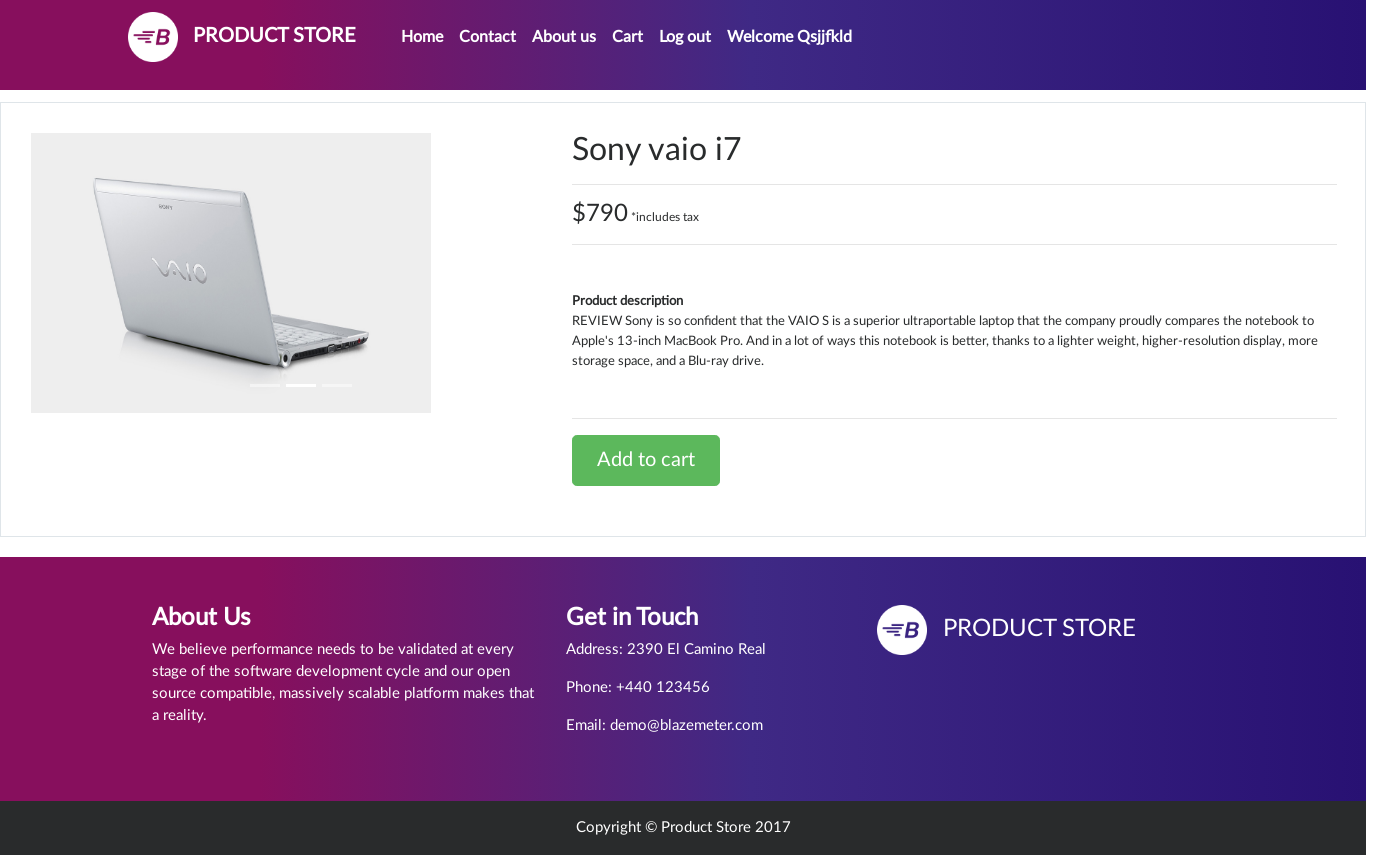 B PRODUCT STORE Home Contact About us Cart Log out Welcome Qsjjfkld
SONY
VAIO
Sony vaio i7
$790 *includes tax
Product description
REVIEW Sony is so confident that the VAIO S is a superior ultraportable laptop that the company proudly compares the notebook to
Apple's 13-inch MacBook Pro. And in a lot of ways this notebook is better, thanks to a lighter weight, higher-resolution display, more
storage space, and a Blu-ray drive.
Add to cart
About Us
We believe performance needs to be validated at every
stage of the software development cycle and our open
source compatible, massively scalable platform makes that
a reality.
Get in Touch
Address: 2390 El Camino Real
Phone: +440 123456
Email: demo@blazemeter.com
B PRODUCT STORE
Copyright © Product Store 2017